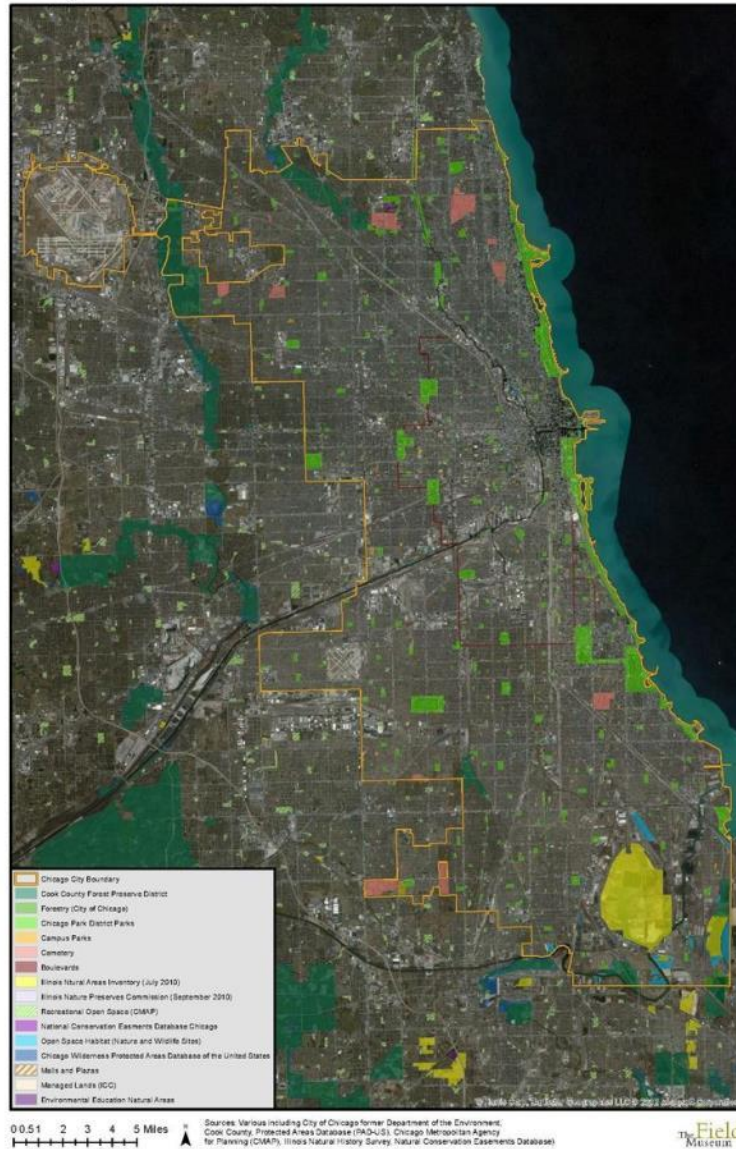 Chicago City Boundary
Cook County Forest Preserve District
Forestry (City of Chicago)
Chicago Park District Parks
Campus Parks
Cemetery
Boulevards
Illinois Ntural Areas Inventory (July 2010)
Illinois Nature Preserves Commission (September 2010)
Recreational Open Space (CMAP)
National Conservation Easments Database Chicago
Open Space Habitat (Nature and Wildlife Sites)
Chicago Wilderness Protected Areas Database of the United States
Malls and Plazas
Managed Lands (ICC)
Environmental Education Natural Areas
0 0.5 1 2 3 4 5 Miles
N
Sources: Various including City of Chicago former Department of the Environment,
Cook County, Protected Areas Database (PAD-US), Chicago Metropolitan Agency
for Planning (CMAP), Illinois Natural History Survey, Natural Conservation Easements Database)
The Field
Museum